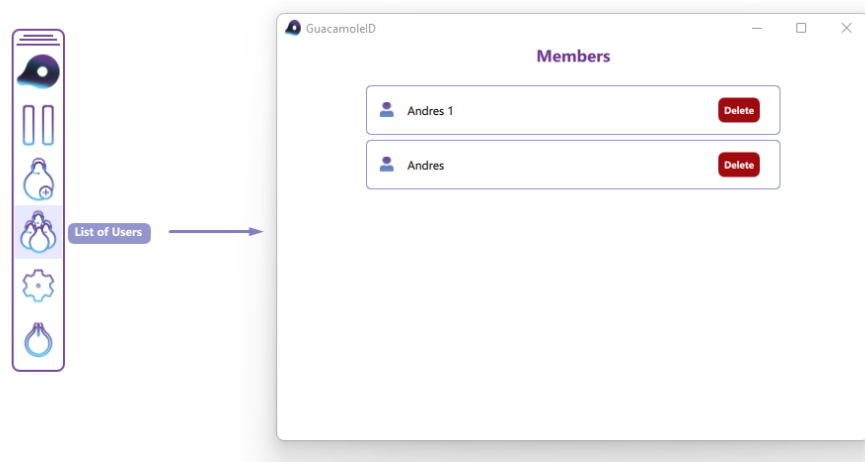 GuacamoleID
Members
Andres 1
Delete
Andres
Delete
List of Users